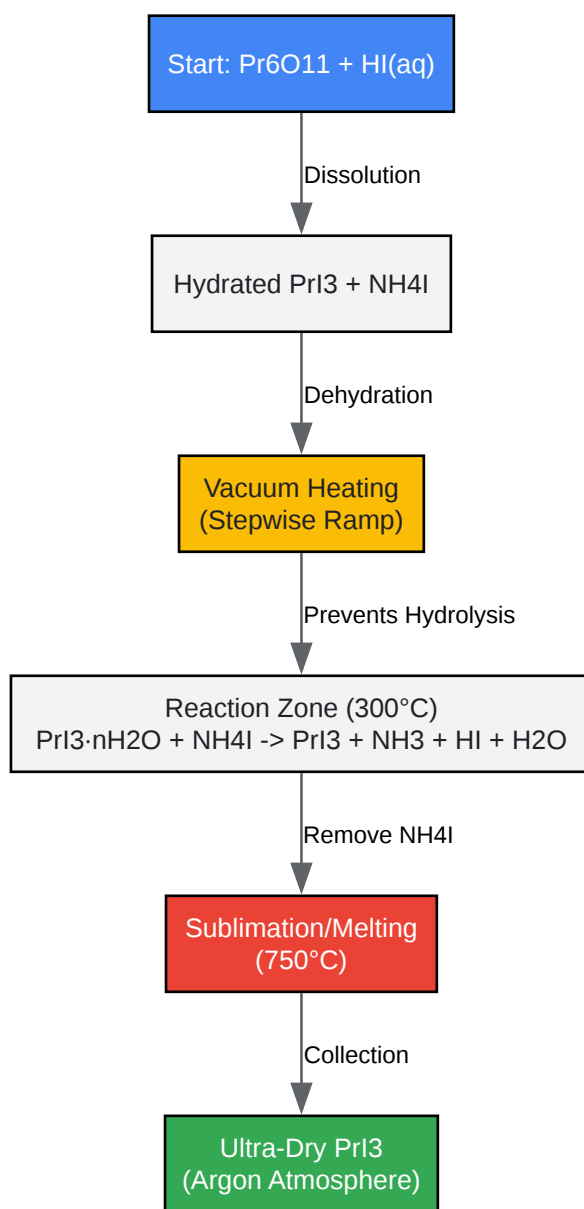 Start: Pr6O11 + HI(aq)
Dissolution
Hydrated PrI3 + NH4I
Dehydration
Vacuum Heating
(Stepwise Ramp)
Prevents Hydrolysis
Reaction Zone (300°C)
PrI3·nH2O + NH4I -> PrI3 + NH3 + HI + H2O
Remove NH4I
Sublimation/Melting
(750°C)
Collection
Ultra-Dry PrI3
(Argon Atmosphere)